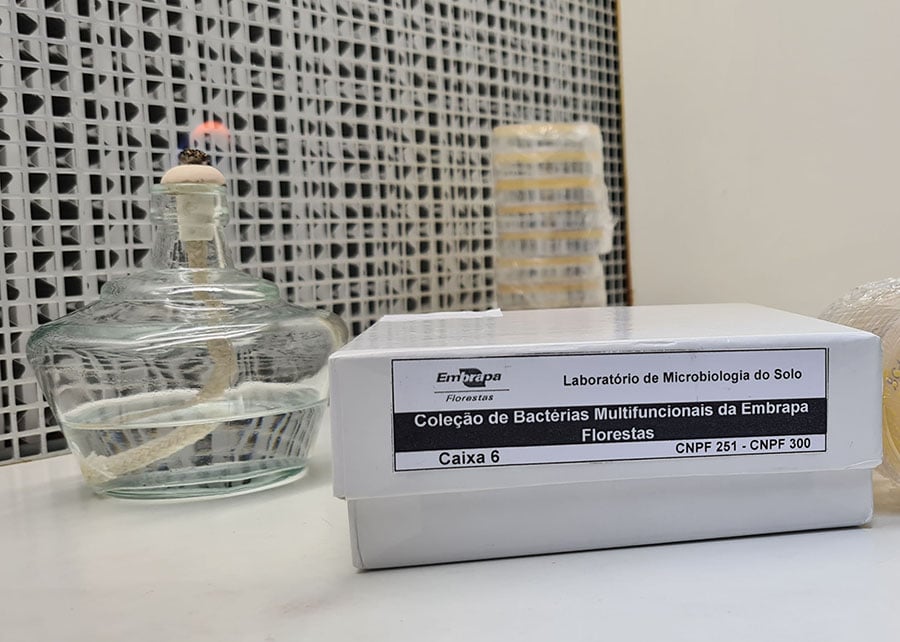 Embrapa
Florestas
Laboratório de Microbiologia do Solo
Coleção de Bactérias Multifuncionais da Embrapa
Florestas
Caixa 6
CNPF 251 - CNPF 300